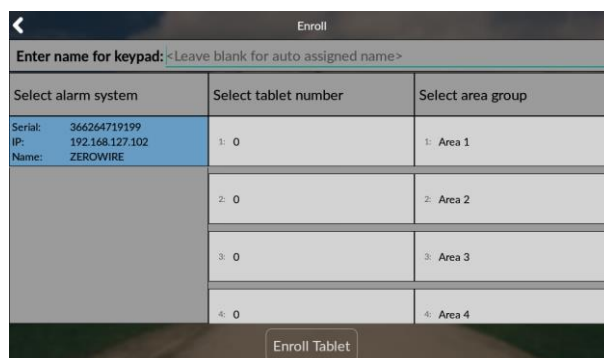 Enroll
Enter name for keypad: <Leave blank for auto assigned name>
Select alarm system
Select tablet number
Select area group
Serial: 366264719199
IP: 192.168.127.102
Name: ZEROWIRE
1: 0
1: Area 1
2: 0
2: Area 2
3: 0
3: Area 3
4: 0
4: Area 4
Enroll Tablet